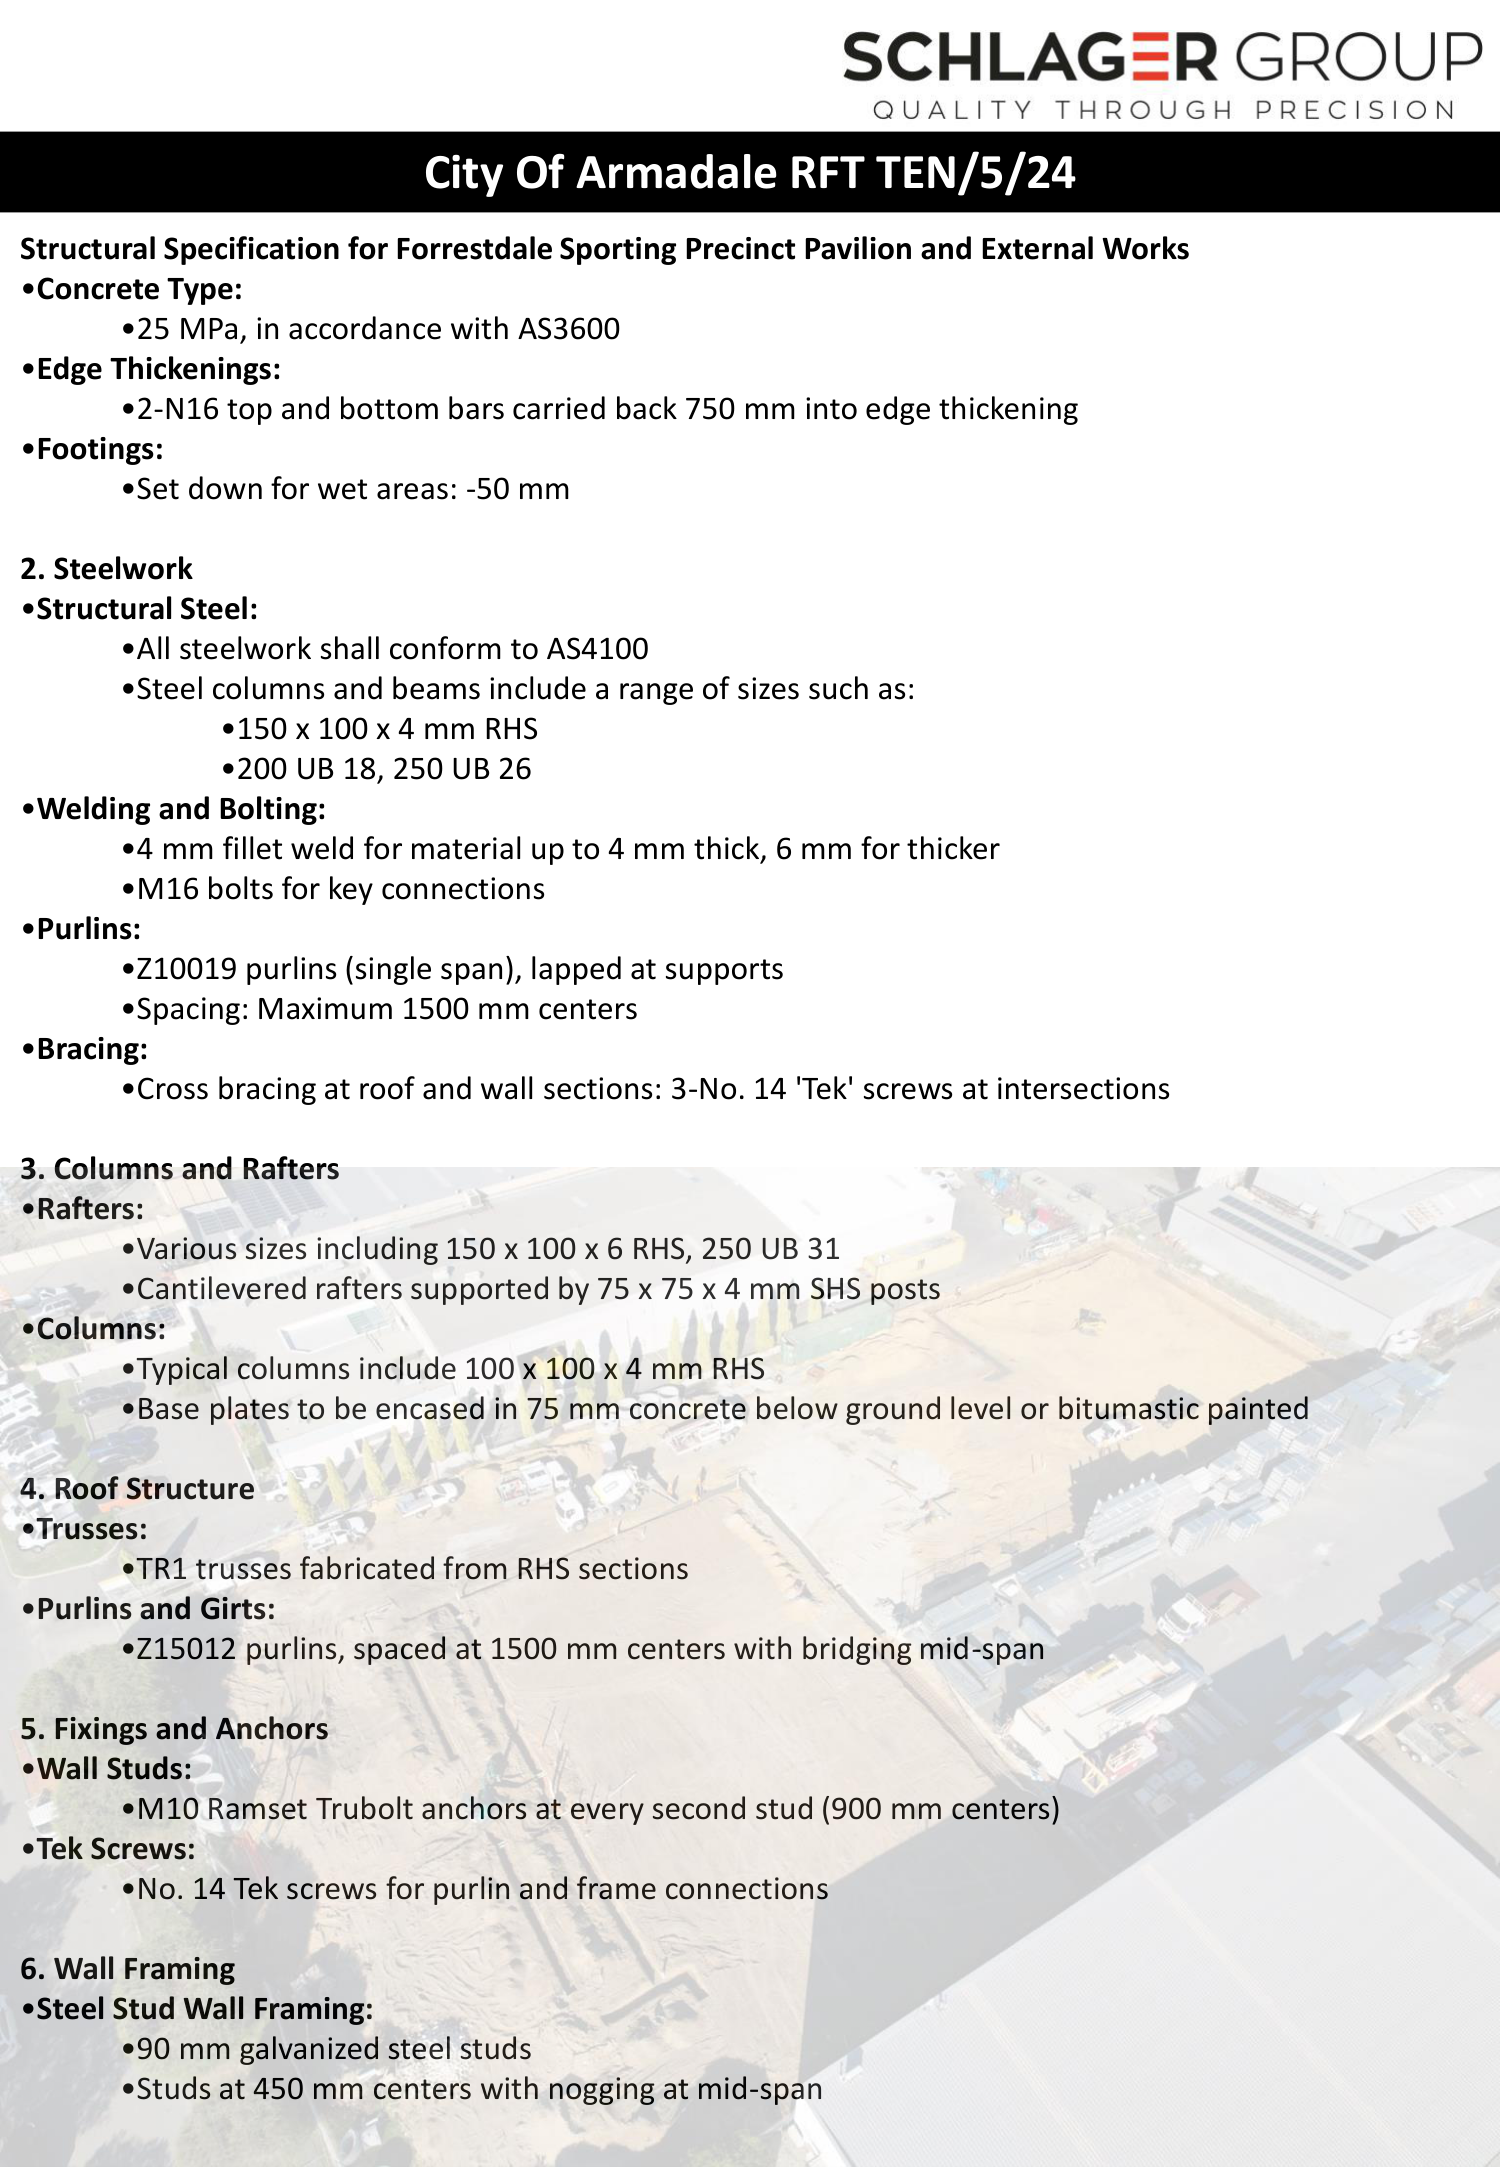 SCHLAGER GROUP
QUALITY THROUGH PRECISION
City Of Armadale RFT TEN/5/24
Structural Specification for Forrestdale Sporting Precinct Pavilion and External Works
•Concrete Type:
•25 MPa, in accordance with AS3600
•Edge Thickenings:
•2-N16 top and bottom bars carried back 750 mm into edge thickening
•Footings:
•Set down for wet areas: -50 mm
2. Steelwork
•Structural Steel:
•All steelwork shall conform to AS4100
•Steel columns and beams include a range of sizes such as:
•150 x 100 x 4 mm RHS
•200 UB 18, 250 UB 26
•Welding and Bolting:
•4 mm fillet weld for material up to 4 mm thick, 6 mm for thicker
•M16 bolts for key connections
•Purlins:
•Z10019 purlins (single span), lapped at supports
•Spacing: Maximum 1500 mm centers
•Bracing:
•Cross bracing at roof and wall sections: 3-No. 14 'Tek' screws at intersections
3. Columns and Rafters
•Rafters:
•Various sizes including 150 x 100 x 6 RHS, 250 UB 31
•Cantilevered rafters supported by 75 x 75 x 4 mm SHS posts
•Columns:
•Typical columns include 100 x 100 x 4 mm RHS
•Base plates to be encased in 75 mm concrete below ground level or bitumastic painted
4. Roof Structure
•Trusses:
•TR1 trusses fabricated from RHS sections
•Purlins and Girts:
•Z15012 purlins, spaced at 1500 mm centers with bridging mid-span
5. Fixings and Anchors
•Wall Studs:
•M10 Ramset Trubolt anchors at every second stud (900 mm centers)
•Tek Screws:
•No. 14 Tek screws for purlin and frame connections
6. Wall Framing
•Steel Stud Wall Framing:
•90 mm galvanized steel studs
•Studs at 450 mm centers with nogging at mid-span